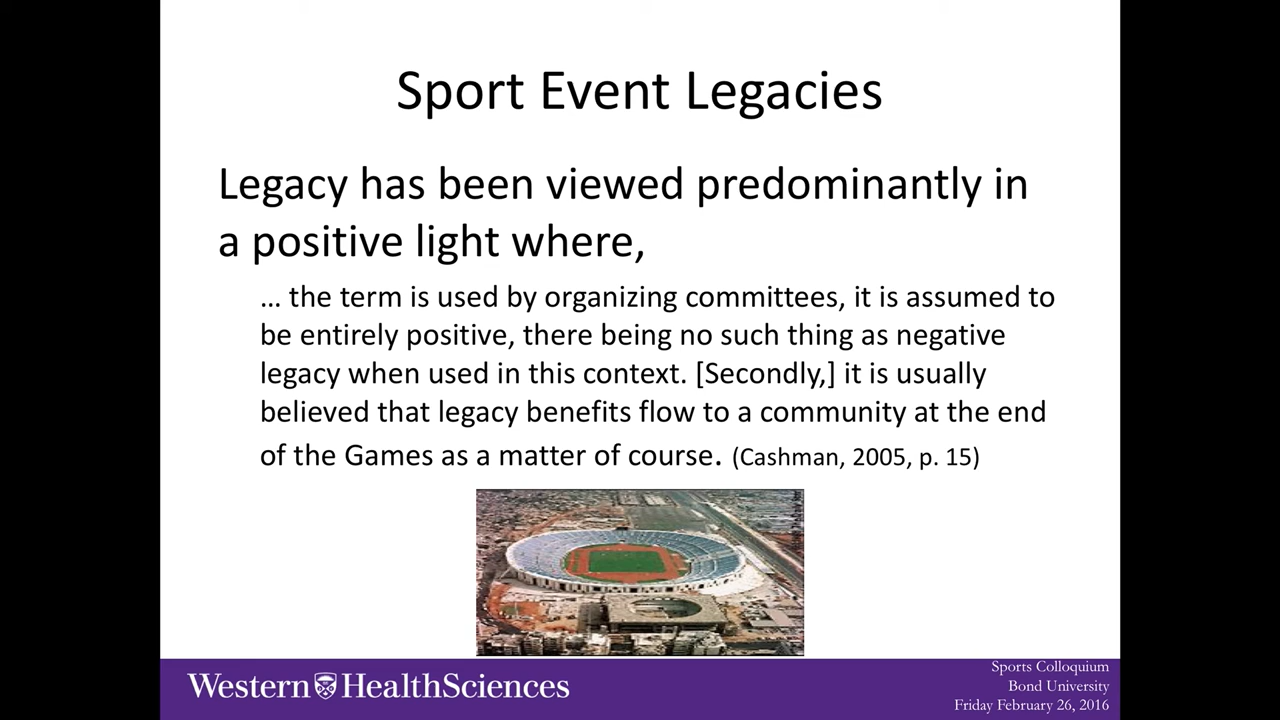 Sport Event Legacies
Legacy has been viewed predominantly in
a positive light where,
... the term is used by organizing committees, it is assumed to
be entirely positive, there being no such thing as negative
legacy when used in this context. [Secondly,] it is usually
believed that legacy benefits flow to a community at the end
of the Games as a matter of course. (Cashman, 2005, p. 15)
Western HealthSciences
Sports Colloquium
Bond University
Friday February 26, 2016